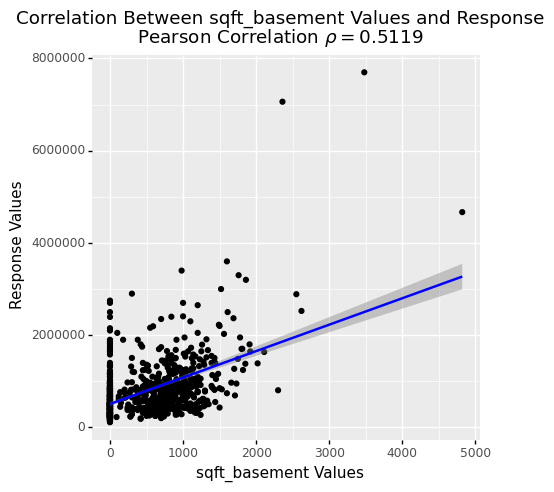 Correlation Between sqft_basement Values and Response
Pearson Correlation ρ = 0.5119
8000000
6000000
4000000
2000000
0
Response Values
0 1000 2000 3000 4000 5000
sqft_basement Values